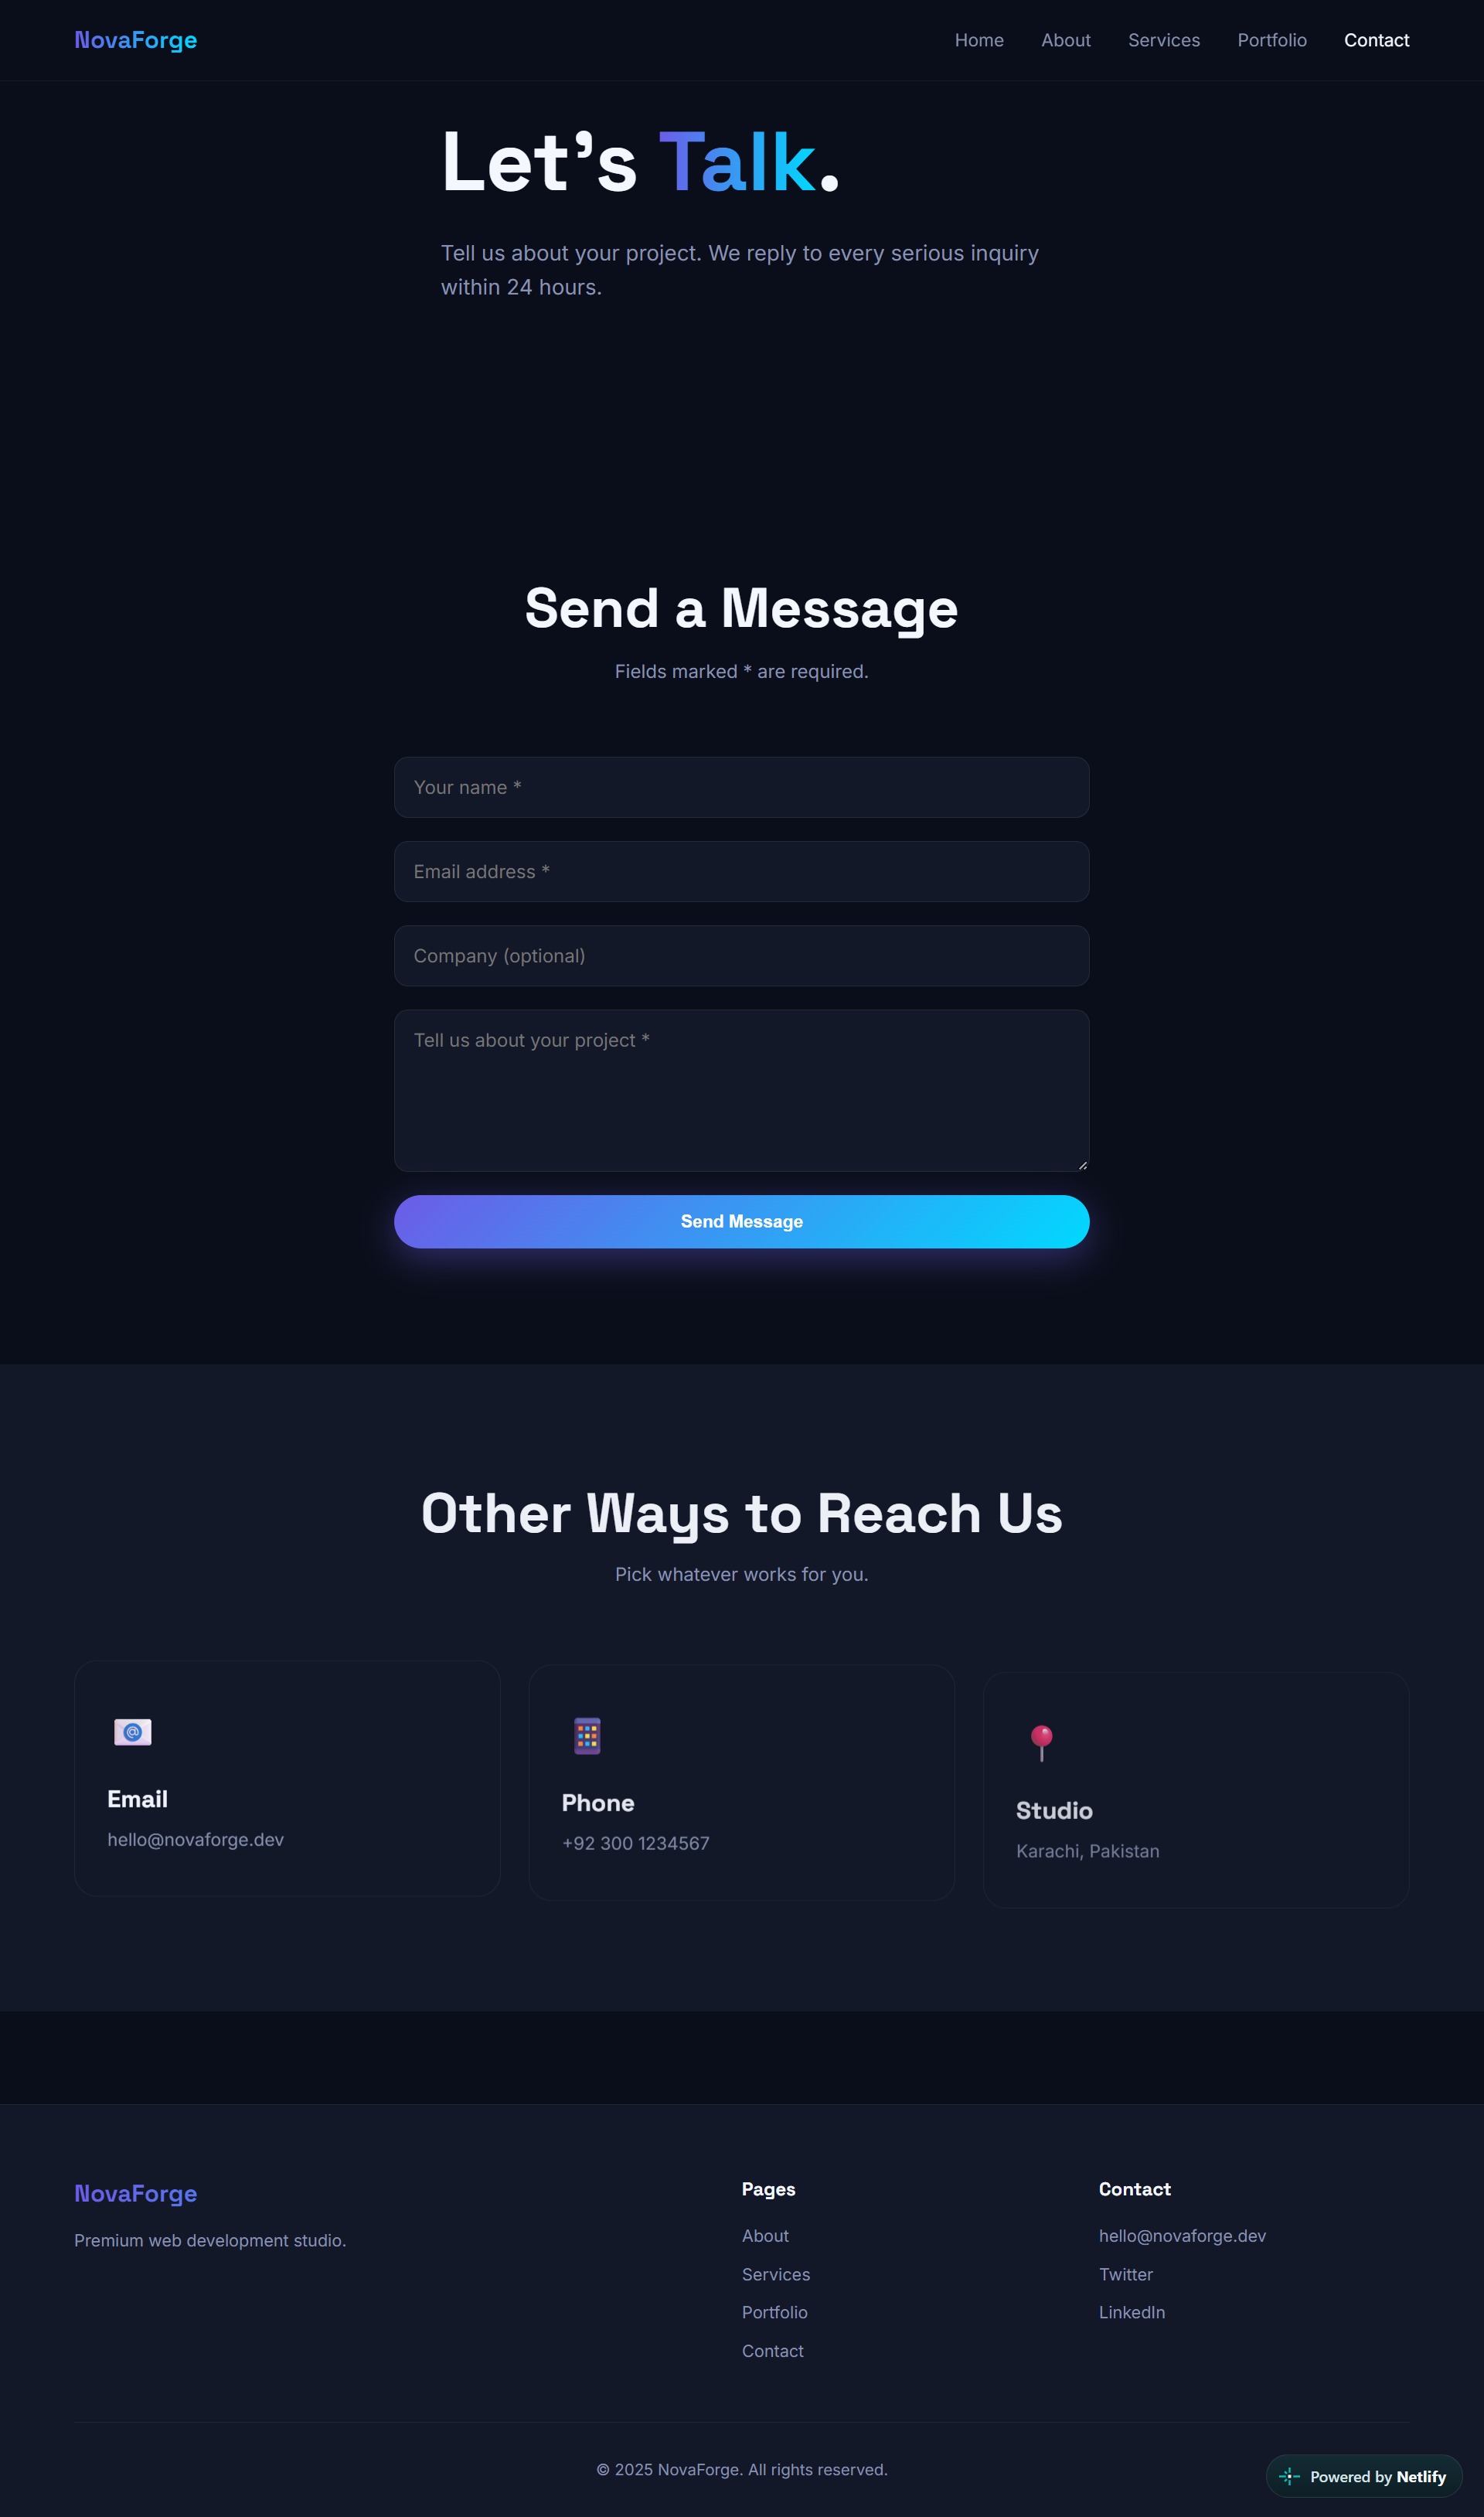 NovaForge
Home About Services Portfolio Contact
Let’s Talk.
Tell us about your project. We reply to every serious inquiry
within 24 hours.
Send a Message
Fields marked * are required.
Your name *
Email address *
Company (optional)
Tell us about your project *
Send Message
Other Ways to Reach Us
Pick whatever works for you.
Email
hello@novaforge.dev
Phone
+92 300 1234567
Studio
Karachi, Pakistan
NovaForge
Premium web development studio.
Pages
About
Services
Portfolio
Contact
Contact
hello@novaforge.dev
Twitter
LinkedIn
© 2025 NovaForge. All rights reserved.
Powered by Netlify